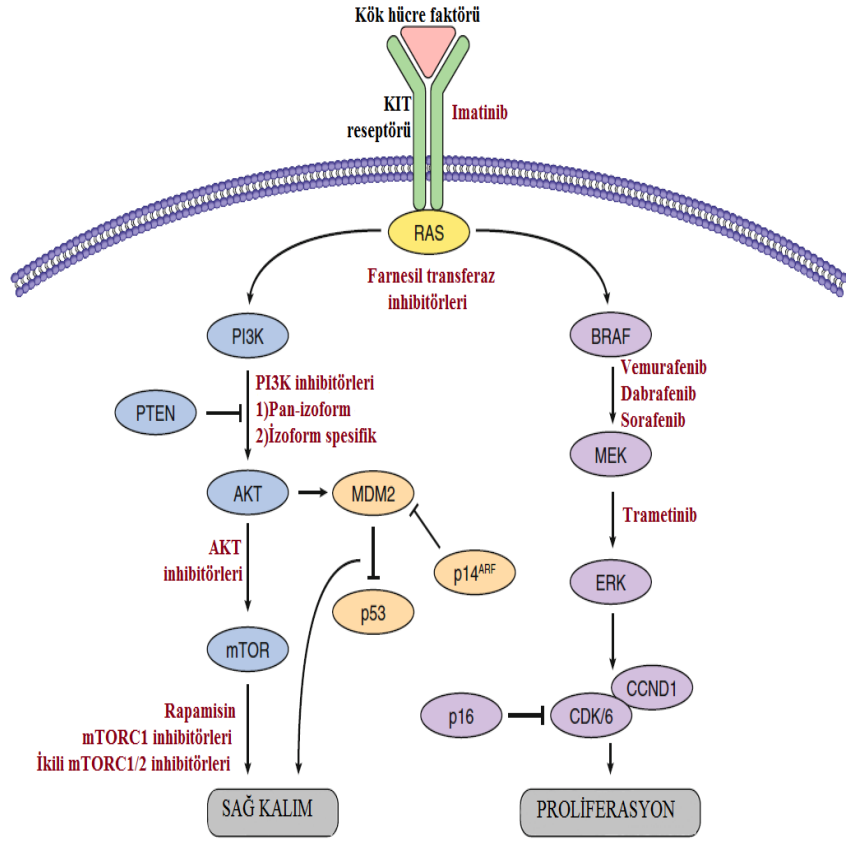 Kök hücre faktörü
KIT
reseptörü
Imatinib
RAS
Farnesil transferaz
inhibitörleri
PI3K
BRAF
PI3K inhibitörleri
1)Pan-izoform
2)İzoform spesifik
Vemurafenib
Dabrafenib
Sorafenib
PTEN
MEK
AKT
MDM2
Trametinib
AKT
inhibitörleri
p14ARF
ERK
p53
mTOR
CCND1
Rapamisin
mTORC1 inhibitörleri
İkili mTORC1/2 inhibitörleri
p16
CDK/6
SAĞ KALIM
PROLİFERASYON